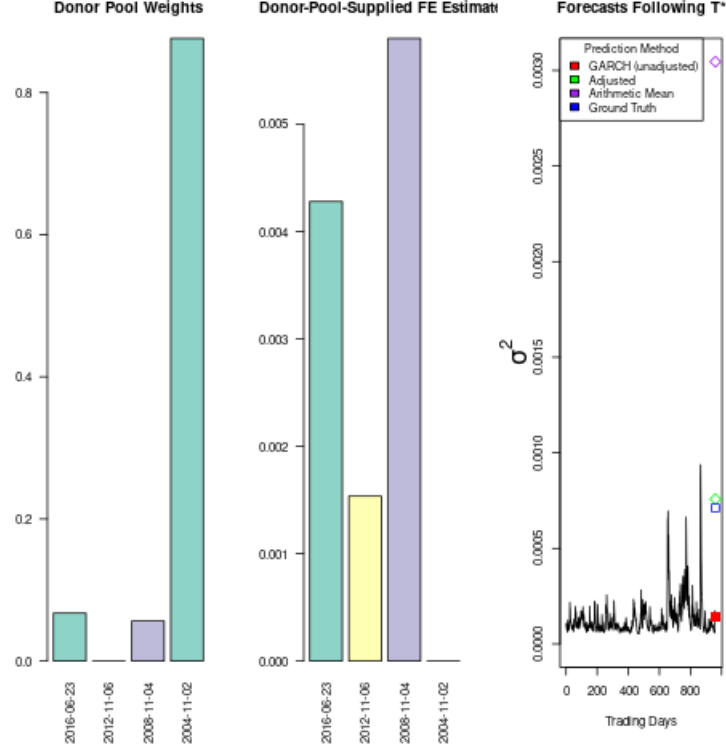 Donor Pool Weights
0.8
0.6
0.4
0.2
0.0
2016-06-23
2012-11-06
2008-11-04
2004-11-02
Donor-Pool-Supplied FE Estimate
0.005
0.004
0.003
0.002
0.001
0.000
2016-06-23
2012-11-06
2008-11-04
2004-11-02
Forecasts Following T*
Prediction Method
GARCH (unadjusted)
Adjusted
Arithmetic Mean
Ground Truth
σ²
0.0030
0.0025
0.0020
0.0015
0.0010
0.0005
0.0000
0 200 400 600 800
Trading Days